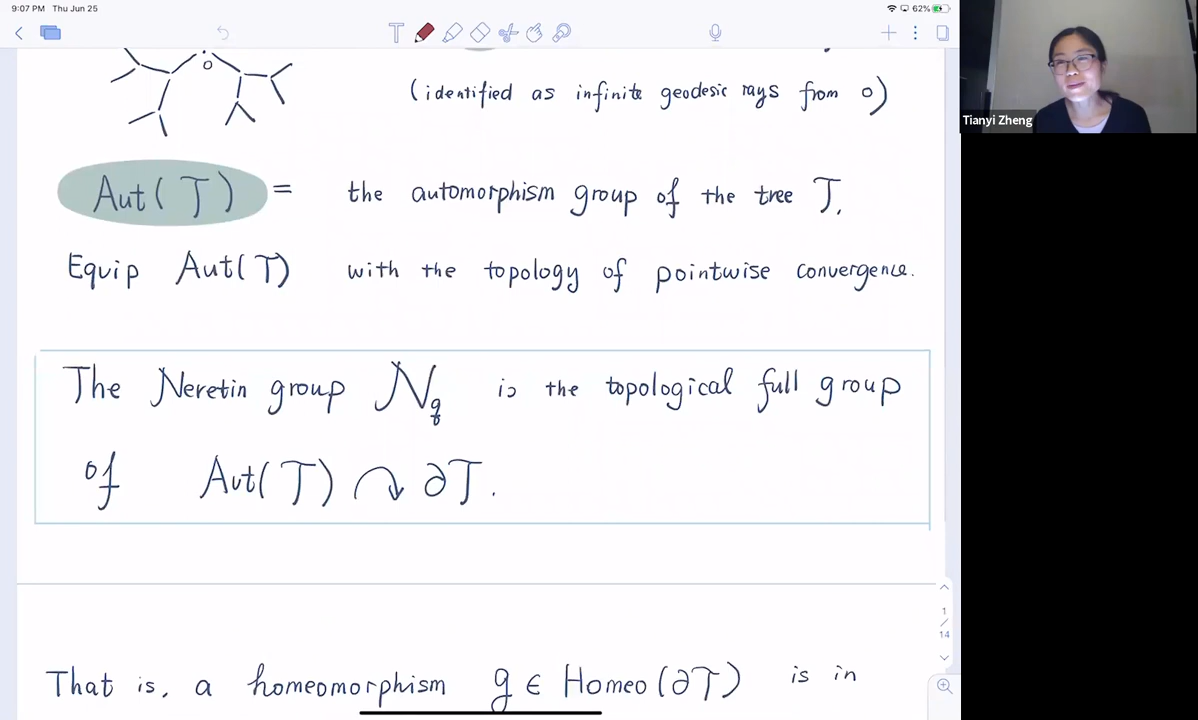 9:07 PM Thu Jun 25
62%
T
o
(identified as infinite geodesic rays from o)
Tianyi Zheng
Aut(T) = the automorphism group of the tree T.
Equip Aut(T) with the topology of pointwise convergence.
The Neretin group N_q is the topological full group
of Aut(T) ↷ ∂T.
1
/
14
That is, a homeomorphism g ∈ Homeo(∂T) is in